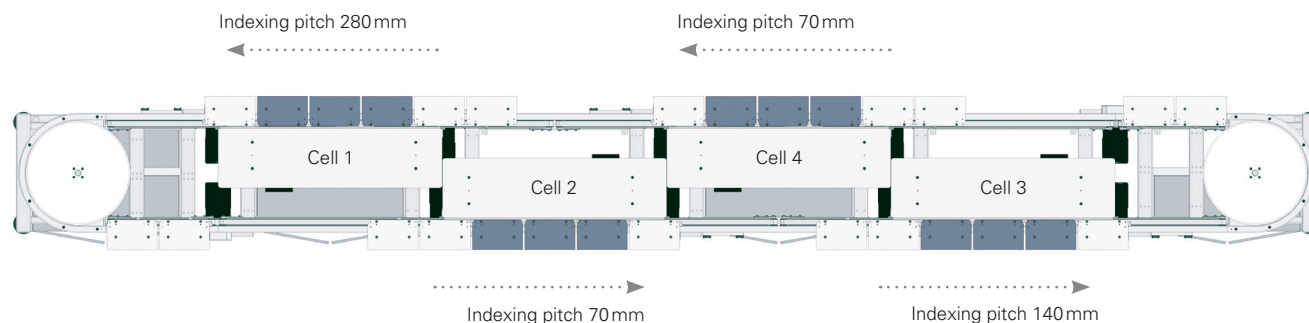 Indexing pitch 280 mm
Indexing pitch 70 mm
Cell 1
Cell 4
Cell 2
Cell 3
Indexing pitch 70 mm
Indexing pitch 140 mm